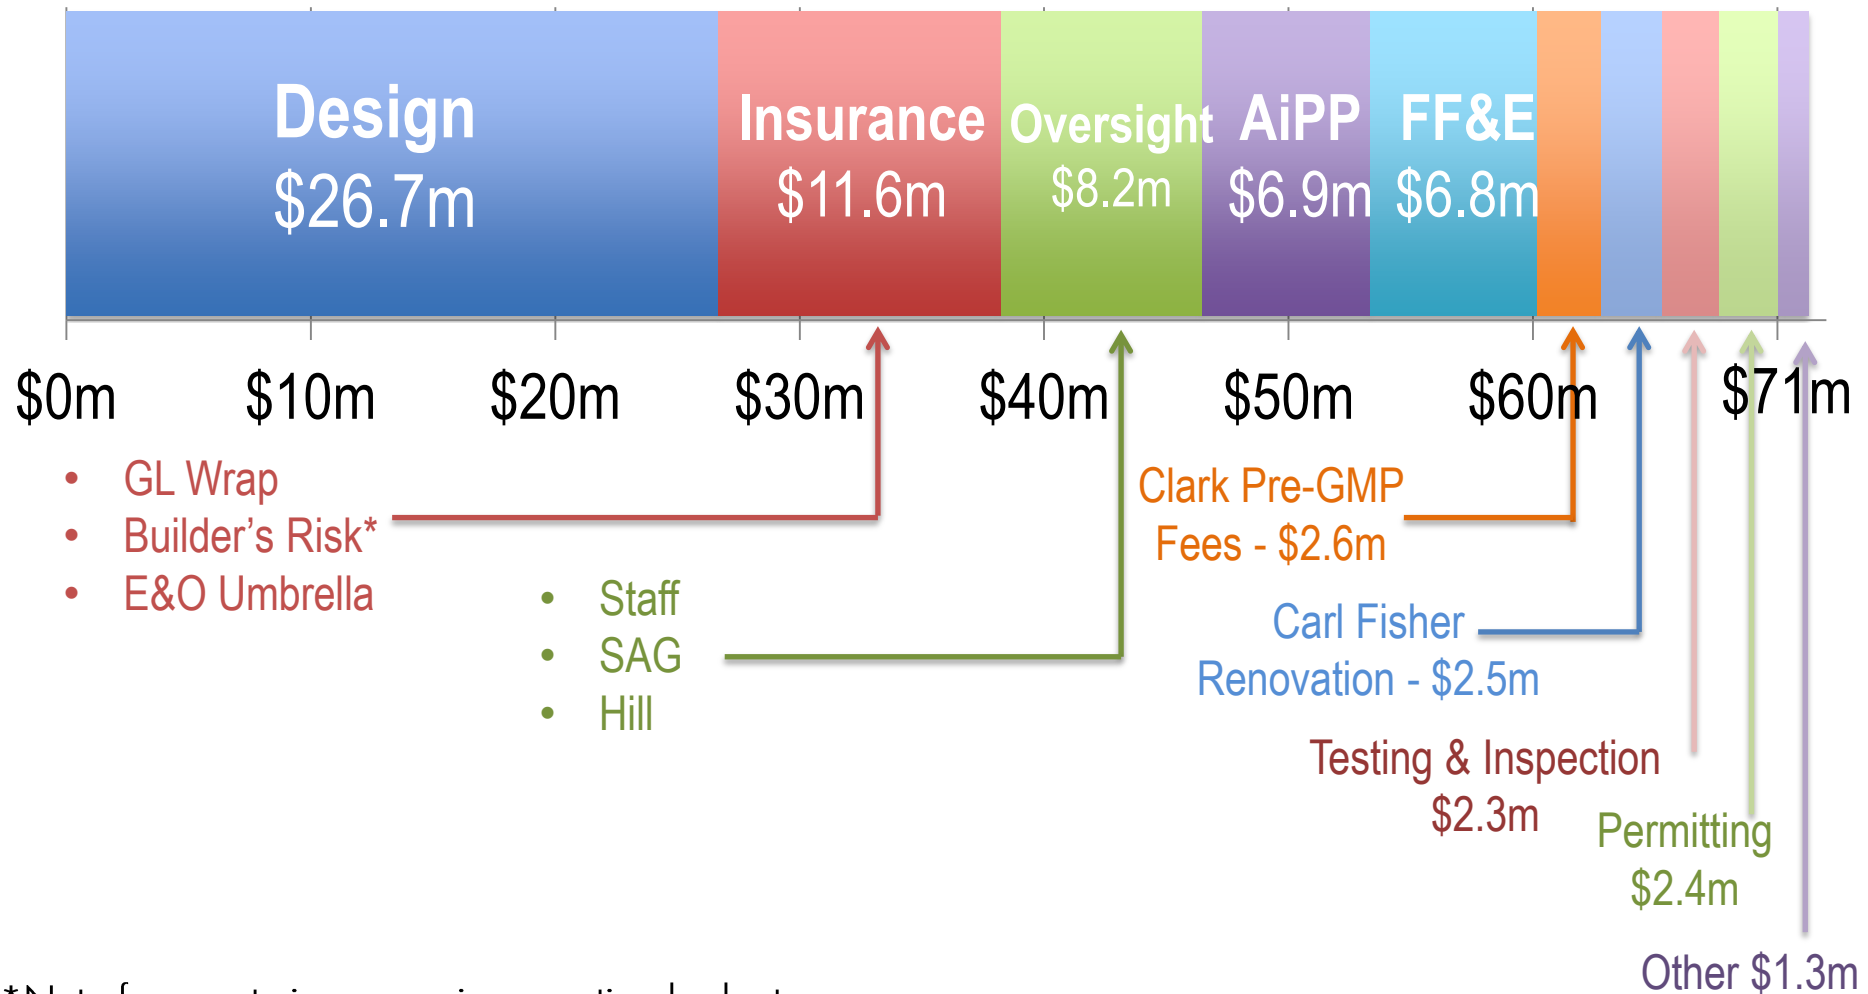 Design
$26.7m
Insurance
$11.6m
Oversight
$8.2m
AiPP
$6.9m
FF&E
$6.8m
$0m
$10m
$20m
$30m
$40m
$50m
$60m
$71m
• GL Wrap
• Builder’s Risk*
• E&O Umbrella
• Staff
• SAG
• Hill
Clark Pre-GMP
Fees - $2.6m
Carl Fisher
Renovation - $2.5m
Testing & Inspection
$2.3m
Permitting
$2.4m
Other $1.3m